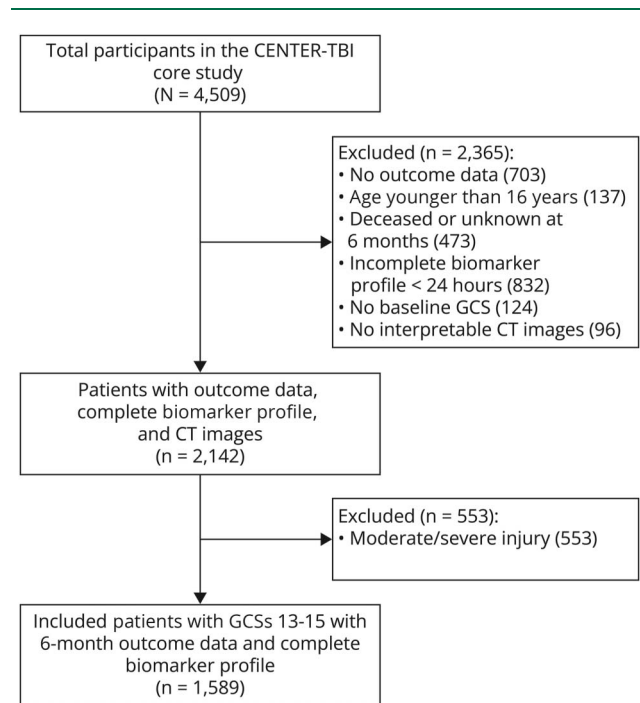 Total participants in the CENTER-TBI
core study
(N = 4,509)
Excluded (n = 2,365):
• No outcome data (703)
• Age younger than 16 years (137)
• Deceased or unknown at
6 months (473)
• Incomplete biomarker
profile < 24 hours (832)
• No baseline GCS (124)
• No interpretable CT images (96)
Patients with outcome data,
complete biomarker profile,
and CT images
(n = 2,142)
Excluded (n = 553):
• Moderate/severe injury (553)
Included patients with GCSs 13-15 with
6-month outcome data and complete
biomarker profile
(n = 1,589)